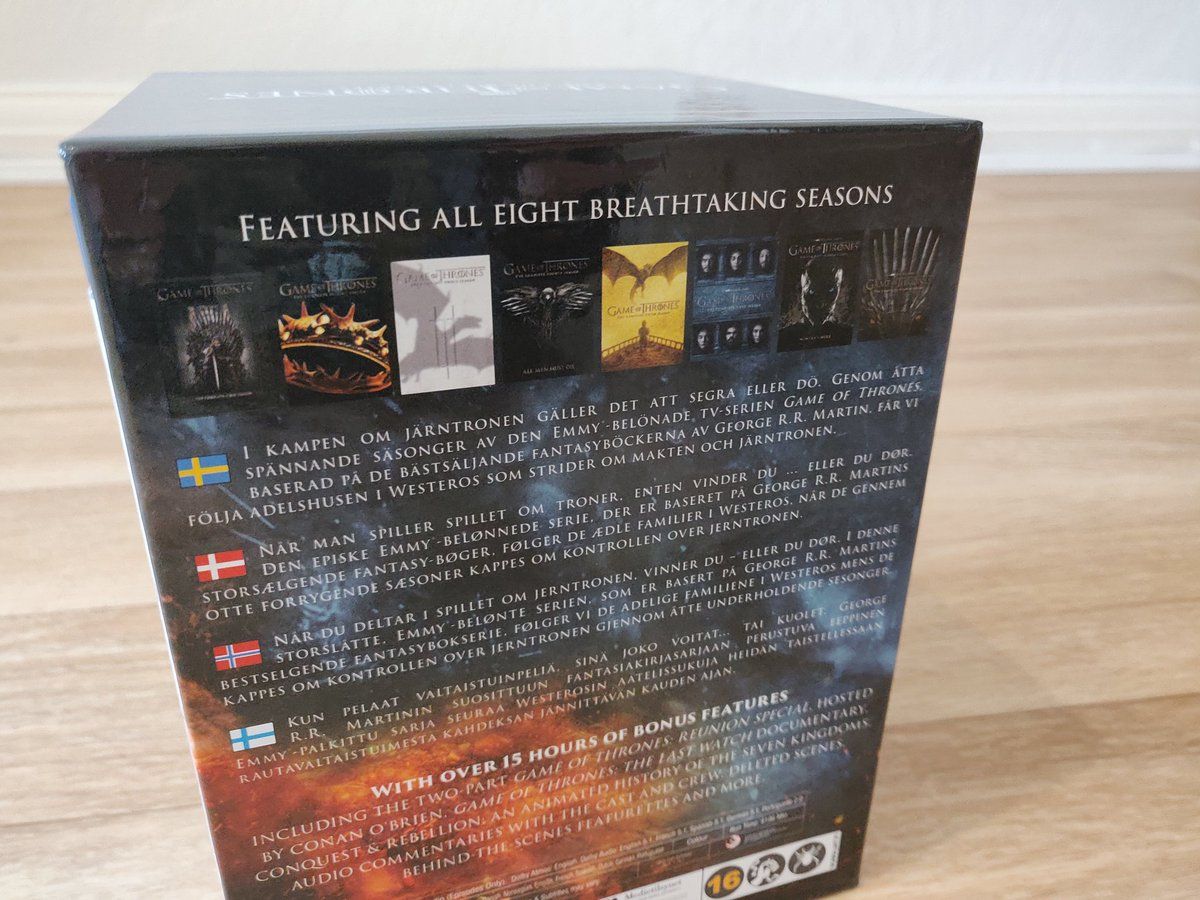 GAME OF THRONES
FEATURING ALL EIGHT BREATHTAKING SEASONS
GAME OF THRONES
GAME OF THRONES
GAME OF THRONES
GAME OF THRONES
ALL MEN MUST DIE
GAME OF THRONES
GAME OF THRONES
GAME OF THRONES
GAME OF THRONES
I KAMPEN OM JÄRNTRONEN GÄLLER DET ATT SEGRA ELLER DÖ. GENOM ÅTTA
SPÄNNANDE SÄSONGER AV DEN EMMY®-BELÖNADE, TV-SERIEN GAME OF THRONES,
BASERAD PÅ DE BÄSTSÄLJANDE FANTASYBÖCKERNA AV GEORGE R.R. MARTIN, FÅR VI
FÖLJA ADELSHUSEN I WESTEROS SOM STRIDER OM MAKTEN OCH JÄRNTRONEN.
NÅR MAN SPILLER SPILLET OM TRONER, ENTEN VINDER DU ... ELLER DU DØR.
DEN EPISKE EMMY®-BELØNNEDE SERIE, DER ER BASERET PÅ GEORGE R.R. MARTINS
STORSÆLGENDE FANTASY-BØGER, FØLGER DE ÆDLE FAMILIER I WESTEROS, NÅR DE GENNEM
OTTE FORRYGENDE SÆSONER KAPPES OM KONTROLLEN OVER JERNTRONEN.
NÅR DU DELTAR I SPILLET OM JERNTRONEN, VINNER DU – ELLER DU DØR. I DENNE
STORSLÅTTE, EMMY®-BELØNTE SERIEN, SOM ER BASERT PÅ GEORGE R.R. MARTINS
BESTSELGENDE FANTASYBOKSERIE, FØLGER VI DE ADELIGE FAMILIENE I WESTEROS MENS DE
KAPPES OM KONTROLLEN OVER JERNTRONEN GJENNOM ÅTTE UNDERHOLDENDE SESONGER.
KUN PELAAT VALTAISTUINPELIÄ, SINÄ JOKO VOITAT... TAI KUOLET. GEORGE
R.R. MARTININ SUOSITTUUN FANTASIAKIRJASARJAAN PERUSTUVA EEPPINEN
EMMY®-PALKITTU SARJA SEURAA WESTEROSIN AATELISSUKUJA HEIDÄN TAISTELLESSAAN
RAUTAVALTAISTUIMESTA KAHDEKSAN JÄNNITTÄVÄN KAUDEN AJAN.
WITH OVER 15 HOURS OF BONUS FEATURES
INCLUDING THE TWO-PART GAME OF THRONES: REUNION SPECIAL HOSTED
BY CONAN O'BRIEN, GAME OF THRONES: THE LAST WATCH DOCUMENTARY,
CONQUEST & REBELLION: AN ANIMATED HISTORY OF THE SEVEN KINGDOMS,
AUDIO COMMENTARIES WITH THE CAST AND CREW, DELETED SCENES,
BEHIND-THE-SCENES FEATURETTES AND MORE.
16